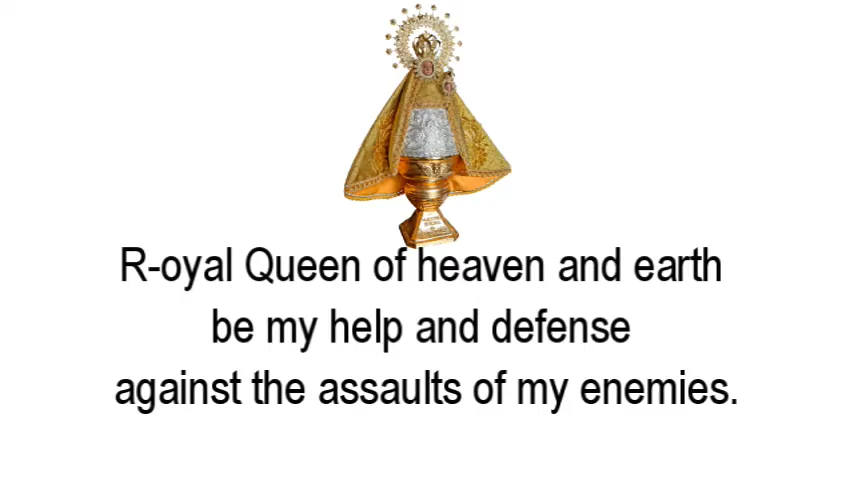 R-oyal Queen of heaven and earth
be my help and defense
against the assaults of my enemies.